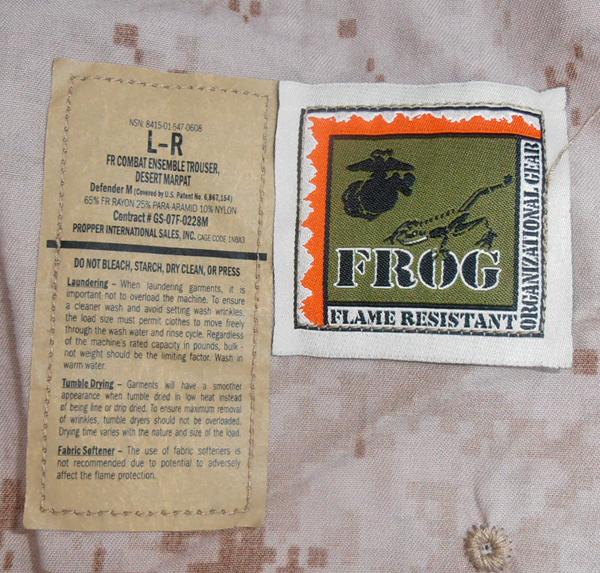 NSN: 8415-01-547-0608
L-R
FR COMBAT ENSEMBLE TROUSER,
DESERT MARPAT
Defender M (Covered by U.S. Patent No. 6,867,154)
65% FR RAYON 25% PARA-ARAMID 10% NYLON
Contract # GS-07F-0228M
PROPPER INTERNATIONAL SALES, INC. CAGE CODE 1N8K3
DO NOT BLEACH, STARCH, DRY CLEAN, OR PRESS
Laundering – When laundering garments, it is
important not to overload the machine. To ensure
a cleaner wash and avoid setting wash wrinkles,
the load size must permit clothes to move freely
through the wash water and rinse cycle. Regardless
of the machine's rated capacity in pounds, bulk -
not weight should be the limiting factor. Wash in
warm water.
Tumble Drying – Garments will have a smoother
appearance when tumble dried in low heat instead
of being line or drip dried. To ensure maximum removal
of wrinkles, tumble dryers should not be overloaded.
Drying time varies with the nature and size of the load.
Fabric Softener – The use of fabric softeners is
not recommended due to potential to adversely
affect the flame protection.
FROG
FLAME RESISTANT
ORGANIZATIONAL GEAR